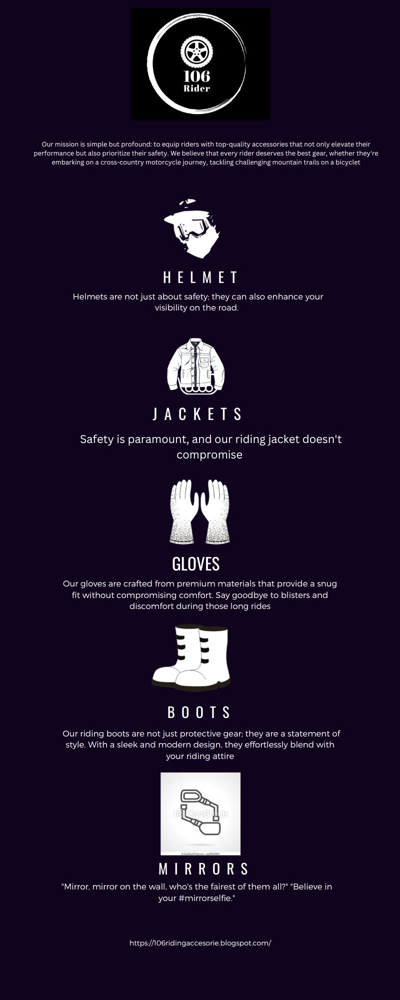 106
Rider
Our mission is simple but profound: to equip riders with top-quality accessories that not only elevate their
performance but also prioritize their safety. We believe that every rider deserves the best gear, whether they're
embarking on a cross-country motorcycle journey, tackling challenging mountain trails on a bicyclet
HELMET
Helmets are not just about safety; they can also enhance your
visibility on the road.
JACKETS
Safety is paramount, and our riding jacket doesn't
compromise
GLOVES
Our gloves are crafted from premium materials that provide a snug
fit without compromising comfort. Say goodbye to blisters and
discomfort during those long rides
BOOTS
Our riding boots are not just protective gear; they are a statement of
style. With a sleek and modern design, they effortlessly blend with
your riding attire
(c) CanStock
© CanStockPhoto.com
MIRRORS
"Mirror, mirror on the wall, who's the fairest of them all?" "Believe in
your #mirrorselfie."
https://106ridingaccesorie.blogspot.com/